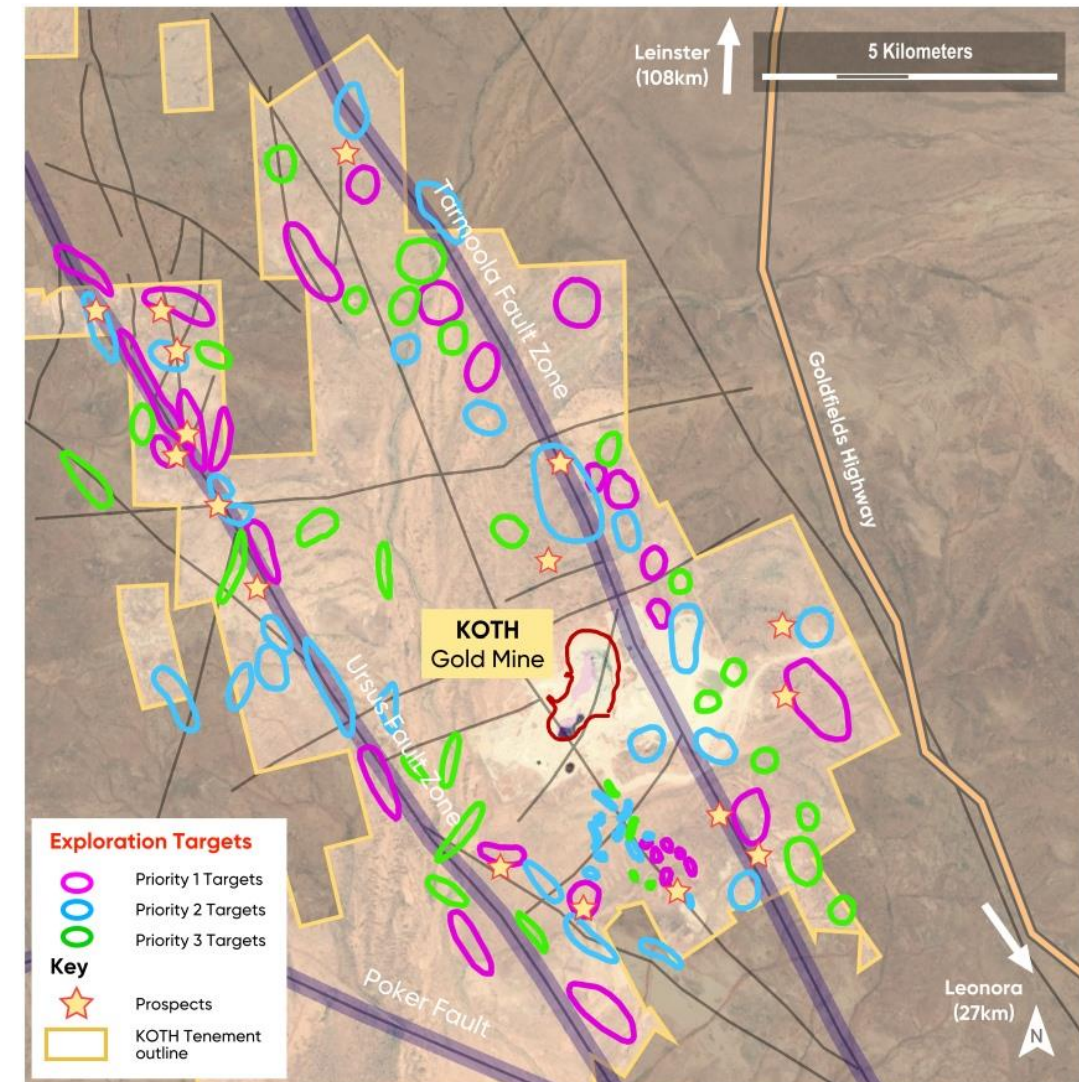 Leinster
(108km)
5 Kilometers
Tarmoola Fault Zone
Goldfields Highway
KOTH
Gold Mine
Ursus Fault Zone
Poker Fault
Leonora
(27km)
N
Exploration Targets
Priority 1 Targets
Priority 2 Targets
Priority 3 Targets
Key
Prospects
KOTH Tenement
outline